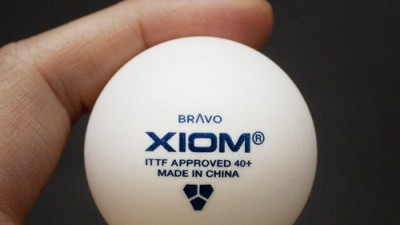 BRAVO
XIOM®
ITTF APPROVED 40+
MADE IN CHINA